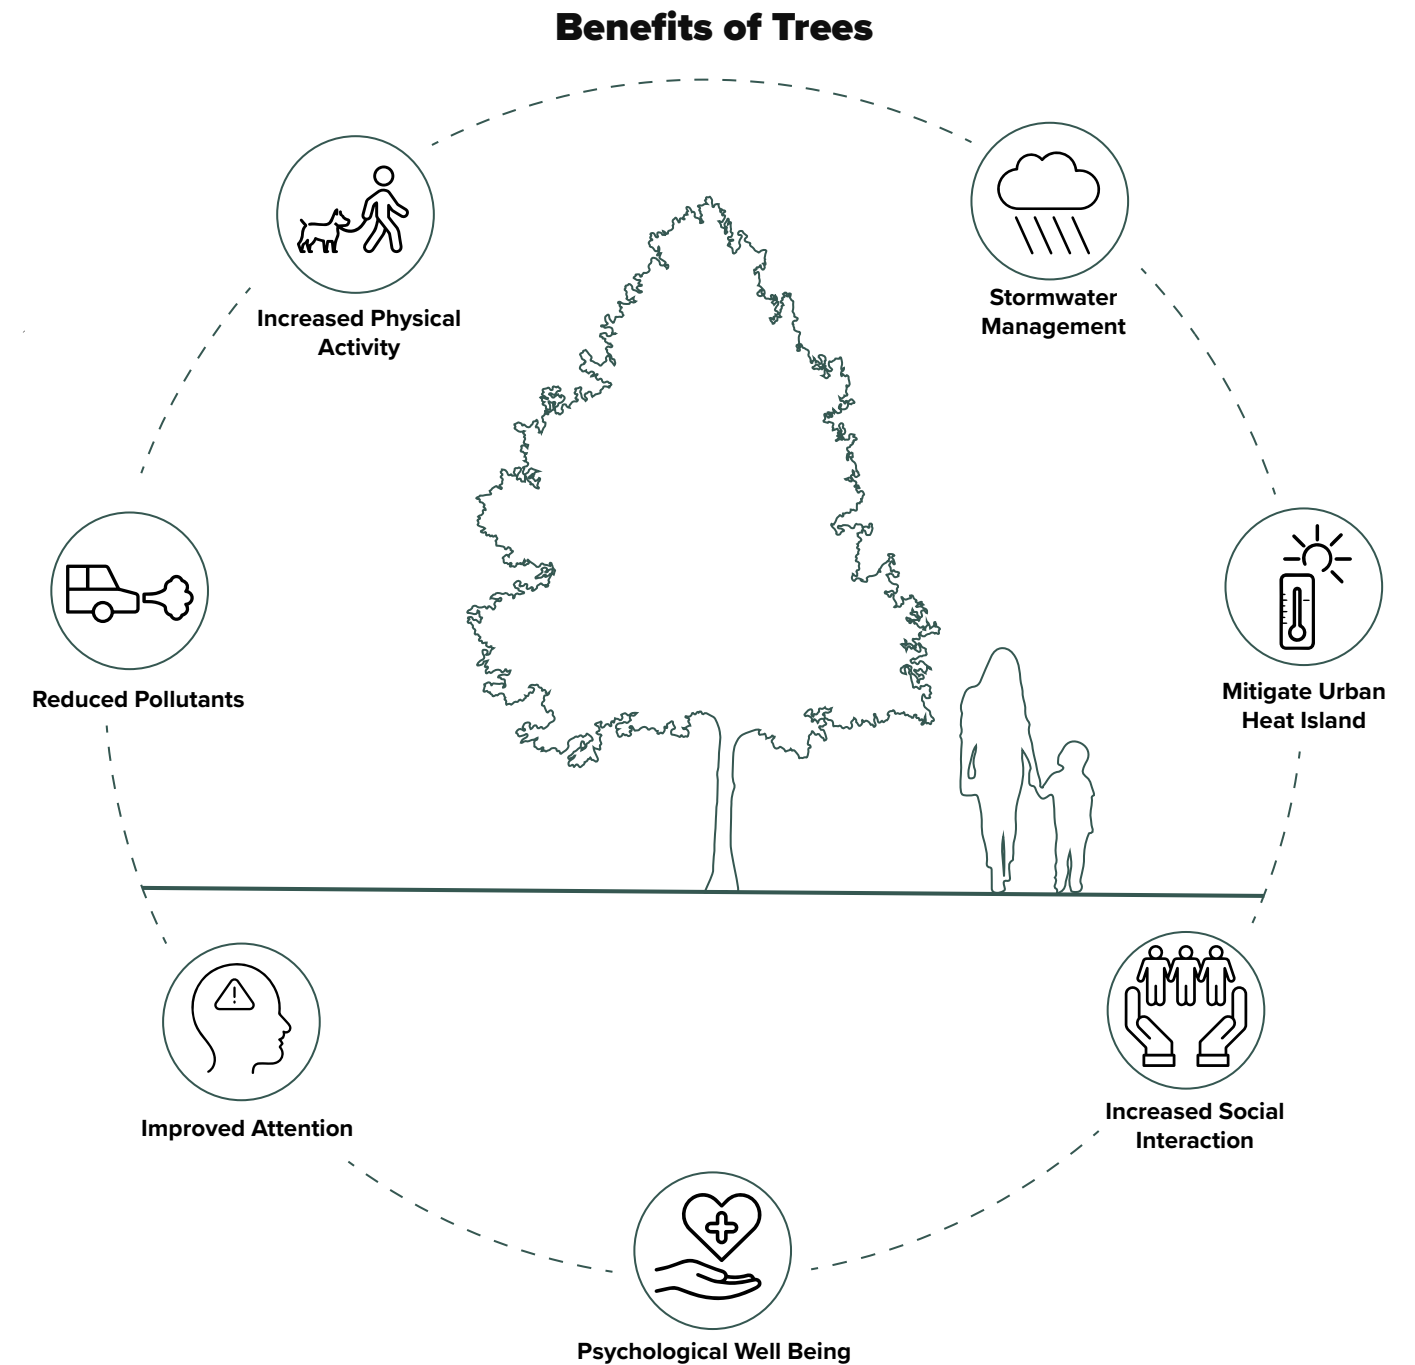 Benefits of Trees
Increased Physical
Activity
Stormwater
Management
Reduced Pollutants
Mitigate Urban
Heat Island
Improved Attention
Increased Social
Interaction
Psychological Well Being